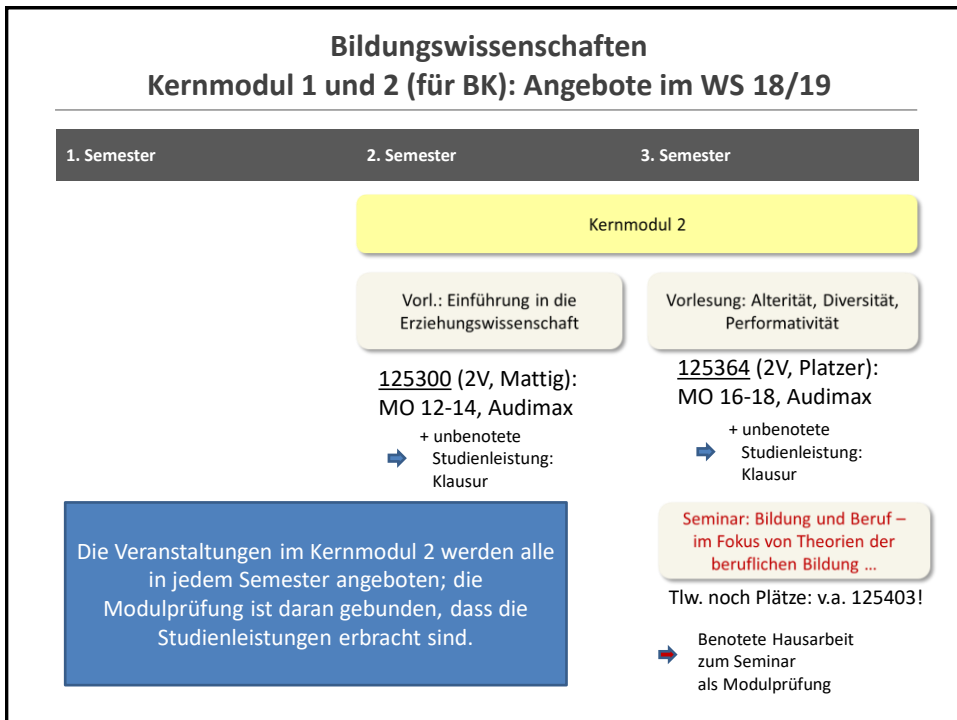 Bildungswissenschaften
Kernmodul 1 und 2 (für BK): Angebote im WS 18/19
1. Semester
2. Semester
3. Semester
Kernmodul 2
Vorl.: Einführung in die
Erziehungswissenschaft
Vorlesung: Alterität, Diversität,
Performativität
125300 (2V, Mattig):
MO 12-14, Audimax
+ unbenotete
Studienleistung:
Klausur
125364 (2V, Platzer):
MO 16-18, Audimax
+ unbenotete
Studienleistung:
Klausur
Die Veranstaltungen im Kernmodul 2 werden alle
in jedem Semester angeboten; die
Modulprüfung ist daran gebunden, dass die
Studienleistungen erbracht sind.
Seminar: Bildung und Beruf –
im Fokus von Theorien der
beruflichen Bildung ...
Tlw. noch Plätze: v.a. 125403!
Benotete Hausarbeit
zum Seminar
als Modulprüfung